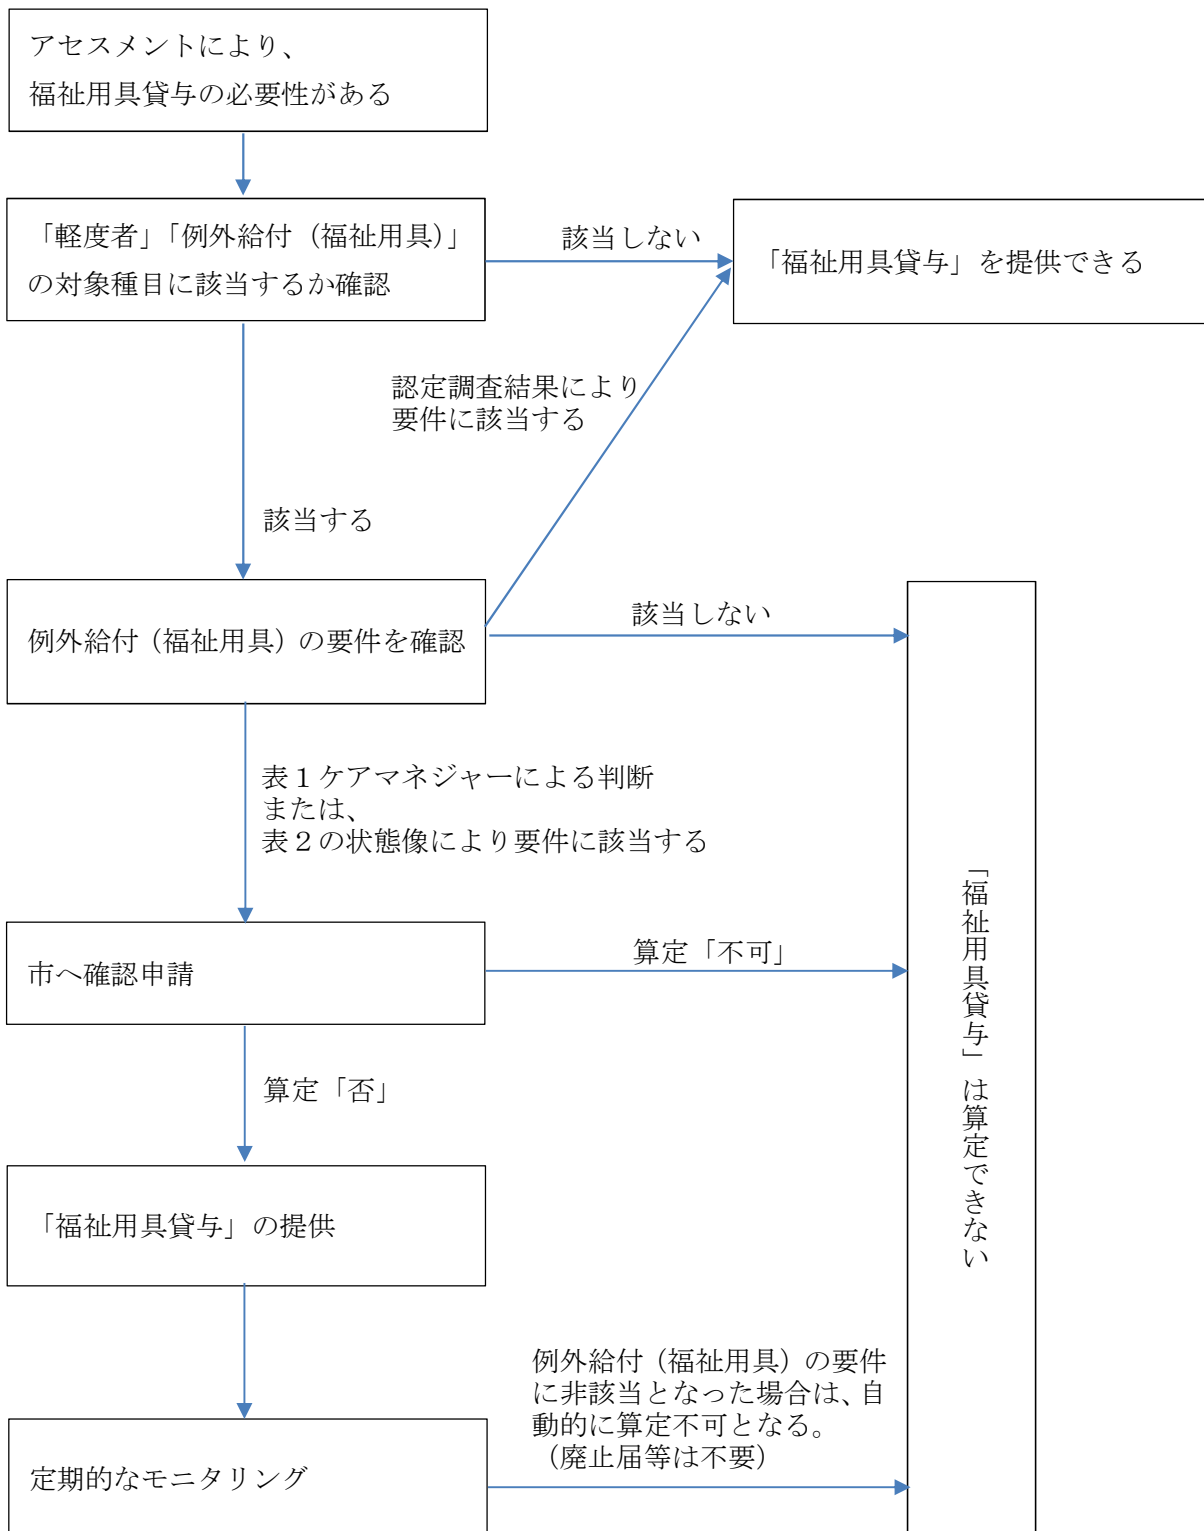 アセスメントにより、
福祉用具貸与の必要性がある
「軽度者」「例外給付（福祉用具）」
の対象種目に該当するか確認
該当しない
「福祉用具貸与」を提供できる
認定調査結果により
要件に該当する
該当する
例外給付（福祉用具）の要件を確認
該当しない
表１ケアマネジャーによる判断
または、
表２の状態像により要件に該当する
市へ確認申請
算定「不可」
算定「否」
「福祉用具貸与」の提供
「福祉用具貸与」は算定できない
例外給付（福祉用具）の要件
に非該当となった場合は、自
動的に算定不可となる。
（廃止届等は不要）
定期的なモニタリング